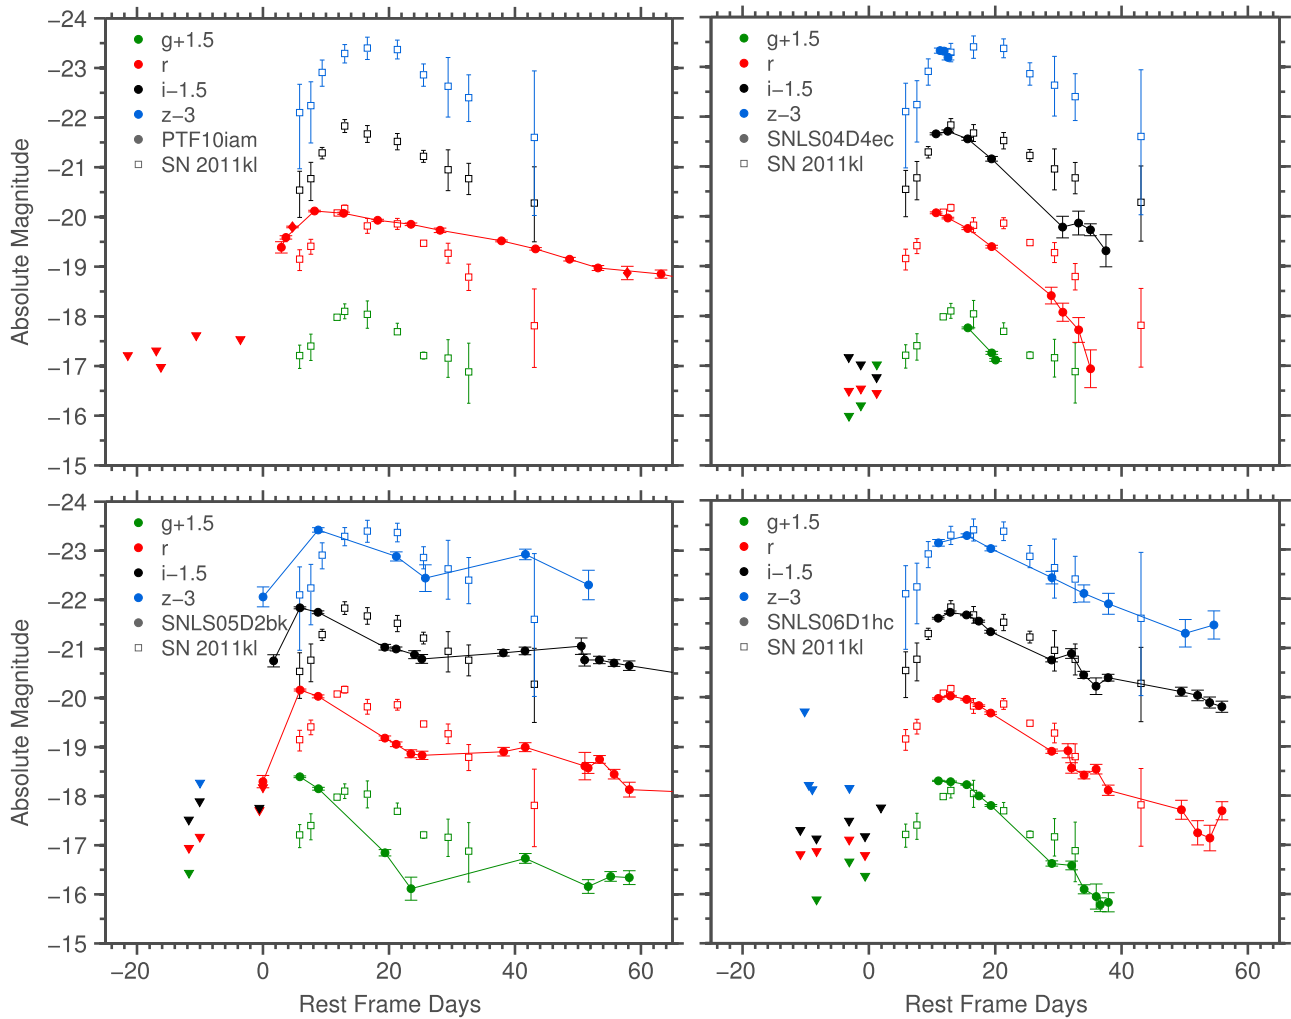 −24
−23
−22
−21
−20
−19
−18
−17
−16
−15
Absolute Magnitude
g+1.5
r
i−1.5
z−3
PTF10iam
SN 2011kl
g+1.5
r
i−1.5
z−3
SNLS04D4ec
SN 2011kl
−24
−23
−22
−21
−20
−19
−18
−17
−16
−15
Absolute Magnitude
g+1.5
r
i−1.5
z−3
SNLS05D2bk
SN 2011kl
−20 0 20 40 60
Rest Frame Days
g+1.5
r
i−1.5
z−3
SNLS06D1hc
SN 2011kl
−20 0 20 40 60
Rest Frame Days